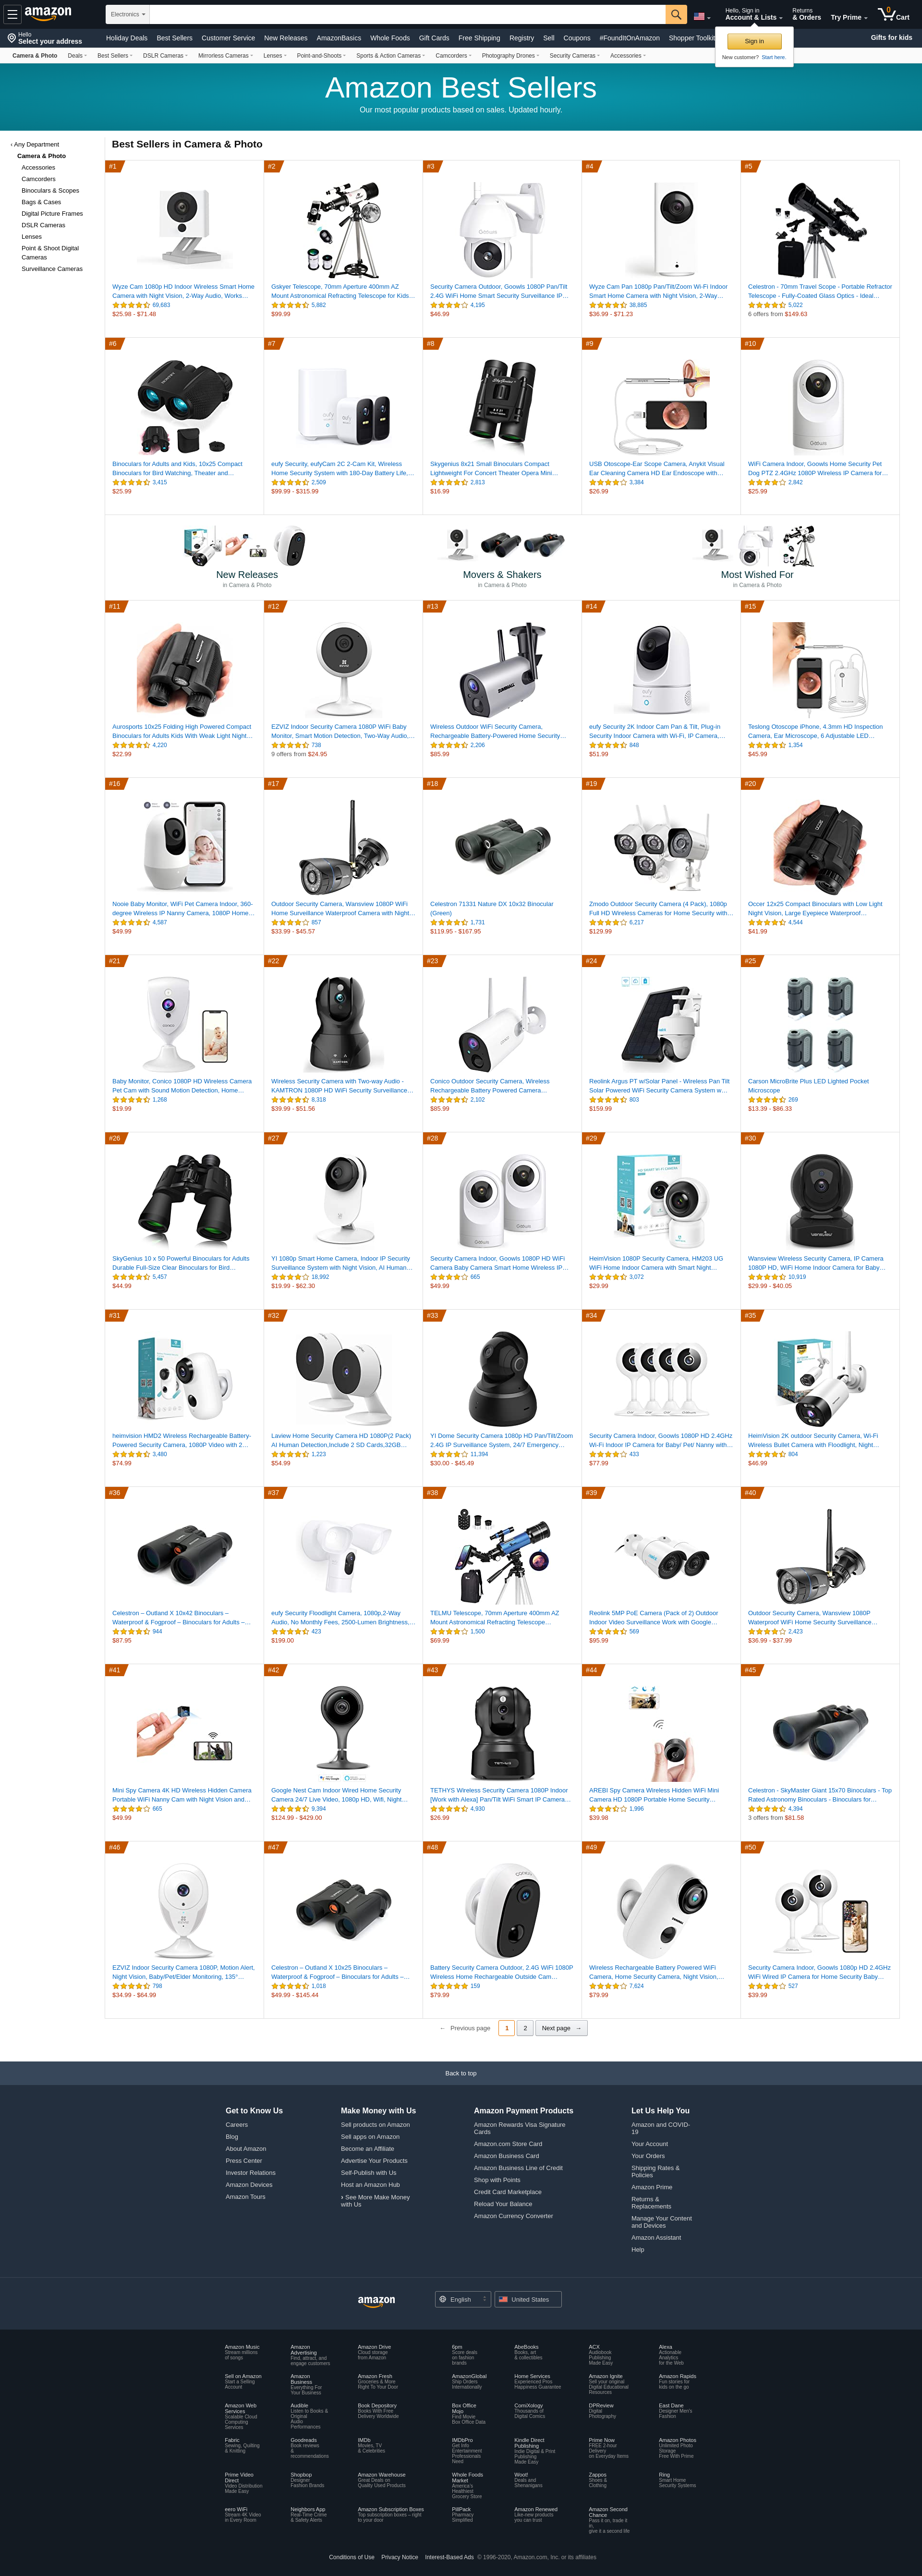 amazon
Electronics
Hello, Sign in
Account & Lists
Returns
& Orders
Try Prime
0
Cart
Hello
Select your address
Holiday Deals
Best Sellers
Customer Service
New Releases
AmazonBasics
Whole Foods
Gift Cards
Free Shipping
Registry
Sell
Coupons
#FoundItOnAmazon
Shopper Toolkit
Gifts for kids
Sign in
New customer? Start here.
Camera & Photo
Deals
Best Sellers
DSLR Cameras
Mirrorless Cameras
Lenses
Point-and-Shoots
Sports & Action Cameras
Camcorders
Photography Drones
Security Cameras
Accessories
Amazon Best Sellers
Our most popular products based on sales. Updated hourly.
‹ Any Department
Camera & Photo
Accessories
Camcorders
Binoculars & Scopes
Bags & Cases
Digital Picture Frames
DSLR Cameras
Lenses
Point & Shoot Digital
Cameras
Surveillance Cameras
Best Sellers in Camera & Photo
#1
Wyze Cam 1080p HD Indoor Wireless Smart Home
Camera with Night Vision, 2-Way Audio, Works…
69,683
$25.98 - $71.48
#2
Gskyer Telescope, 70mm Aperture 400mm AZ
Mount Astronomical Refracting Telescope for Kids…
5,882
$99.99
#3
Security Camera Outdoor, Goowls 1080P Pan/Tilt
2.4G WiFi Home Smart Security Surveillance IP…
4,195
$46.99
#4
Wyze Cam Pan 1080p Pan/Tilt/Zoom Wi-Fi Indoor
Smart Home Camera with Night Vision, 2-Way…
38,885
$36.99 - $71.23
#5
Celestron - 70mm Travel Scope - Portable Refractor
Telescope - Fully-Coated Glass Optics - Ideal…
5,022
6 offers from $149.63
#6
Binoculars for Adults and Kids, 10x25 Compact
Binoculars for Bird Watching, Theater and…
3,415
$25.99
#7
eufy Security, eufyCam 2C 2-Cam Kit, Wireless
Home Security System with 180-Day Battery Life,…
2,509
$99.99 - $315.99
#8
Skygenius 8x21 Small Binoculars Compact
Lightweight For Concert Theater Opera Mini…
2,813
$16.99
#9
USB Otoscope-Ear Scope Camera, Anykit Visual
Ear Cleaning Camera HD Ear Endoscope with…
3,384
$26.99
#10
WiFi Camera Indoor, Goowls Home Security Pet
Dog PTZ 2.4GHz 1080P Wireless IP Camera for…
2,842
$25.99
New Releases
in Camera & Photo
Movers & Shakers
in Camera & Photo
Most Wished For
in Camera & Photo
#11
Aurosports 10x25 Folding High Powered Compact
Binoculars for Adults Kids With Weak Light Night…
4,220
$22.99
#12
EZVIZ Indoor Security Camera 1080P WiFi Baby
Monitor, Smart Motion Detection, Two-Way Audio,…
738
9 offers from $24.95
#13
Wireless Outdoor WiFi Security Camera,
Rechargeable Battery-Powered Home Security…
2,206
$85.99
#14
eufy Security 2K Indoor Cam Pan & Tilt, Plug-in
Security Indoor Camera with Wi-Fi, IP Camera,…
848
$51.99
#15
Teslong Otoscope iPhone, 4.3mm HD Inspection
Camera, Ear Microscope, 6 Adjustable LED…
1,354
$45.99
#16
Nooie Baby Monitor, WiFi Pet Camera Indoor, 360-
degree Wireless IP Nanny Camera, 1080P Home…
4,587
$49.99
#17
Outdoor Security Camera, Wansview 1080P WiFi
Home Surveillance Waterproof Camera with Night…
857
$33.99 - $45.57
#18
Celestron 71331 Nature DX 10x32 Binocular
(Green)
1,731
$119.95 - $167.95
#19
Zmodo Outdoor Security Camera (4 Pack), 1080p
Full HD Wireless Cameras for Home Security with…
6,217
$129.99
#20
Occer 12x25 Compact Binoculars with Low Light
Night Vision, Large Eyepiece Waterproof…
4,544
$41.99
#21
Baby Monitor, Conico 1080P HD Wireless Camera
Pet Cam with Sound Motion Detection, Home…
1,268
$19.99
#22
Wireless Security Camera with Two-way Audio -
KAMTRON 1080P HD WiFi Security Surveillance…
8,318
$39.99 - $51.56
#23
Conico Outdoor Security Camera, Wireless
Rechargeable Battery Powered Camera…
2,102
$85.99
#24
Reolink Argus PT w/Solar Panel - Wireless Pan Tilt
Solar Powered WiFi Security Camera System w…
803
$159.99
#25
Carson MicroBrite Plus LED Lighted Pocket
Microscope
269
$13.39 - $86.33
#26
SkyGenius 10 x 50 Powerful Binoculars for Adults
Durable Full-Size Clear Binoculars for Bird…
5,457
$44.99
#27
YI 1080p Smart Home Camera, Indoor IP Security
Surveillance System with Night Vision, AI Human…
18,992
$19.99 - $62.30
#28
Security Camera Indoor, Goowls 1080P HD WiFi
Camera Baby Camera Smart Home Wireless IP…
665
$49.99
#29
HeimVision 1080P Security Camera, HM203 UG
WiFi Home Indoor Camera with Smart Night…
3,072
$29.99
#30
Wansview Wireless Security Camera, IP Camera
1080P HD, WiFi Home Indoor Camera for Baby…
10,919
$29.99 - $40.05
#31
heimvision HMD2 Wireless Rechargeable Battery-
Powered Security Camera, 1080P Video with 2…
3,480
$74.99
#32
Laview Home Security Camera HD 1080P(2 Pack)
AI Human Detection,Include 2 SD Cards,32GB…
1,223
$54.99
#33
YI Dome Security Camera 1080p HD Pan/Tilt/Zoom
2.4G IP Surveillance System, 24/7 Emergency…
11,394
$30.00 - $45.49
#34
Security Camera Indoor, Goowls 1080P HD 2.4GHz
Wi-Fi Indoor IP Camera for Baby/ Pet/ Nanny with…
433
$77.99
#35
HeimVision 2K outdoor Security Camera, Wi-Fi
Wireless Bullet Camera with Floodlight, Night…
804
$46.99
#36
Celestron – Outland X 10x42 Binoculars –
Waterproof & Fogproof – Binoculars for Adults –…
944
$87.95
#37
eufy Security Floodlight Camera, 1080p,2-Way
Audio, No Monthly Fees, 2500-Lumen Brightness,…
423
$199.00
#38
TELMU Telescope, 70mm Aperture 400mm AZ
Mount Astronomical Refracting Telescope…
1,500
$69.99
#39
Reolink 5MP PoE Camera (Pack of 2) Outdoor
Indoor Video Surveillance Work with Google…
569
$95.99
#40
Outdoor Security Camera, Wansview 1080P
Waterproof WiFi Home Security Surveillance…
2,423
$36.99 - $37.99
#41
Mini Spy Camera 4K HD Wireless Hidden Camera
Portable WiFi Nanny Cam with Night Vision and…
665
$49.99
#42
Google Nest Cam Indoor Wired Home Security
Camera 24/7 Live Video, 1080p HD, Wifi, Night…
9,394
$124.99 - $429.00
#43
TETHYS Wireless Security Camera 1080P Indoor
[Work with Alexa] Pan/Tilt WiFi Smart IP Camera…
4,930
$26.99
#44
AREBI Spy Camera Wireless Hidden WiFi Mini
Camera HD 1080P Portable Home Security…
1,996
$39.98
#45
Celestron - SkyMaster Giant 15x70 Binoculars - Top
Rated Astronomy Binoculars - Binoculars for…
4,394
3 offers from $81.58
#46
EZVIZ Indoor Security Camera 1080P, Motion Alert,
Night Vision, Baby/Pet/Elder Monitoring, 135°…
798
$34.99 - $64.99
#47
Celestron – Outland X 10x25 Binoculars –
Waterproof & Fogproof – Binoculars for Adults –…
1,018
$49.99 - $145.44
#48
Battery Security Camera Outdoor, 2.4G WiFi 1080P
Wireless Home Rechargeable Outside Cam…
159
$79.99
#49
Wireless Rechargeable Battery Powered WiFi
Camera, Home Security Camera, Night Vision,…
7,624
$79.99
#50
Security Camera Indoor, Goowls 1080p HD 2.4GHz
WiFi Wired IP Camera for Home Security Baby…
527
$39.99
← Previous page
1
2
Next page →
Back to top
Get to Know Us
Careers
Blog
About Amazon
Press Center
Investor Relations
Amazon Devices
Amazon Tours
Make Money with Us
Sell products on Amazon
Sell apps on Amazon
Become an Affiliate
Advertise Your Products
Self-Publish with Us
Host an Amazon Hub
› See More Make Money
with Us
Amazon Payment Products
Amazon Rewards Visa Signature
Cards
Amazon.com Store Card
Amazon Business Card
Amazon Business Line of Credit
Shop with Points
Credit Card Marketplace
Reload Your Balance
Amazon Currency Converter
Let Us Help You
Amazon and COVID-
19
Your Account
Your Orders
Shipping Rates &
Policies
Amazon Prime
Returns &
Replacements
Manage Your Content
and Devices
Amazon Assistant
Help
amazon
English
United States
Amazon Music
Stream millions
of songs
Amazon
Advertising
Find, attract, and
engage customers
Amazon Drive
Cloud storage
from Amazon
6pm
Score deals
on fashion
brands
AbeBooks
Books, art
& collectibles
ACX
Audiobook
Publishing
Made Easy
Alexa
Actionable
Analytics
for the Web
Sell on Amazon
Start a Selling
Account
Amazon
Business
Everything For
Your Business
Amazon Fresh
Groceries & More
Right To Your Door
AmazonGlobal
Ship Orders
Internationally
Home Services
Experienced Pros
Happiness Guarantee
Amazon Ignite
Sell your original
Digital Educational
Resources
Amazon Rapids
Fun stories for
kids on the go
Amazon Web
Services
Scalable Cloud
Computing
Services
Audible
Listen to Books &
Original
Audio
Performances
Book Depository
Books With Free
Delivery Worldwide
Box Office
Mojo
Find Movie
Box Office Data
ComiXology
Thousands of
Digital Comics
DPReview
Digital
Photography
East Dane
Designer Men's
Fashion
Fabric
Sewing, Quilting
& Knitting
Goodreads
Book reviews
&
recommendations
IMDb
Movies, TV
& Celebrities
IMDbPro
Get Info
Entertainment
Professionals
Need
Kindle Direct
Publishing
Indie Digital & Print
Publishing
Made Easy
Prime Now
FREE 2-hour
Delivery
on Everyday Items
Amazon Photos
Unlimited Photo
Storage
Free With Prime
Prime Video
Direct
Video Distribution
Made Easy
Shopbop
Designer
Fashion Brands
Amazon Warehouse
Great Deals on
Quality Used Products
Whole Foods
Market
America's
Healthiest
Grocery Store
Woot!
Deals and
Shenanigans
Zappos
Shoes &
Clothing
Ring
Smart Home
Security Systems
eero WiFi
Stream 4K Video
in Every Room
Neighbors App
Real-Time Crime
& Safety Alerts
Amazon Subscription Boxes
Top subscription boxes – right
to your door
PillPack
Pharmacy
Simplified
Amazon Renewed
Like-new products
you can trust
Amazon Second
Chance
Pass it on, trade it
in,
give it a second life
Conditions of Use
Privacy Notice
Interest-Based Ads
© 1996-2020, Amazon.com, Inc. or its affiliates